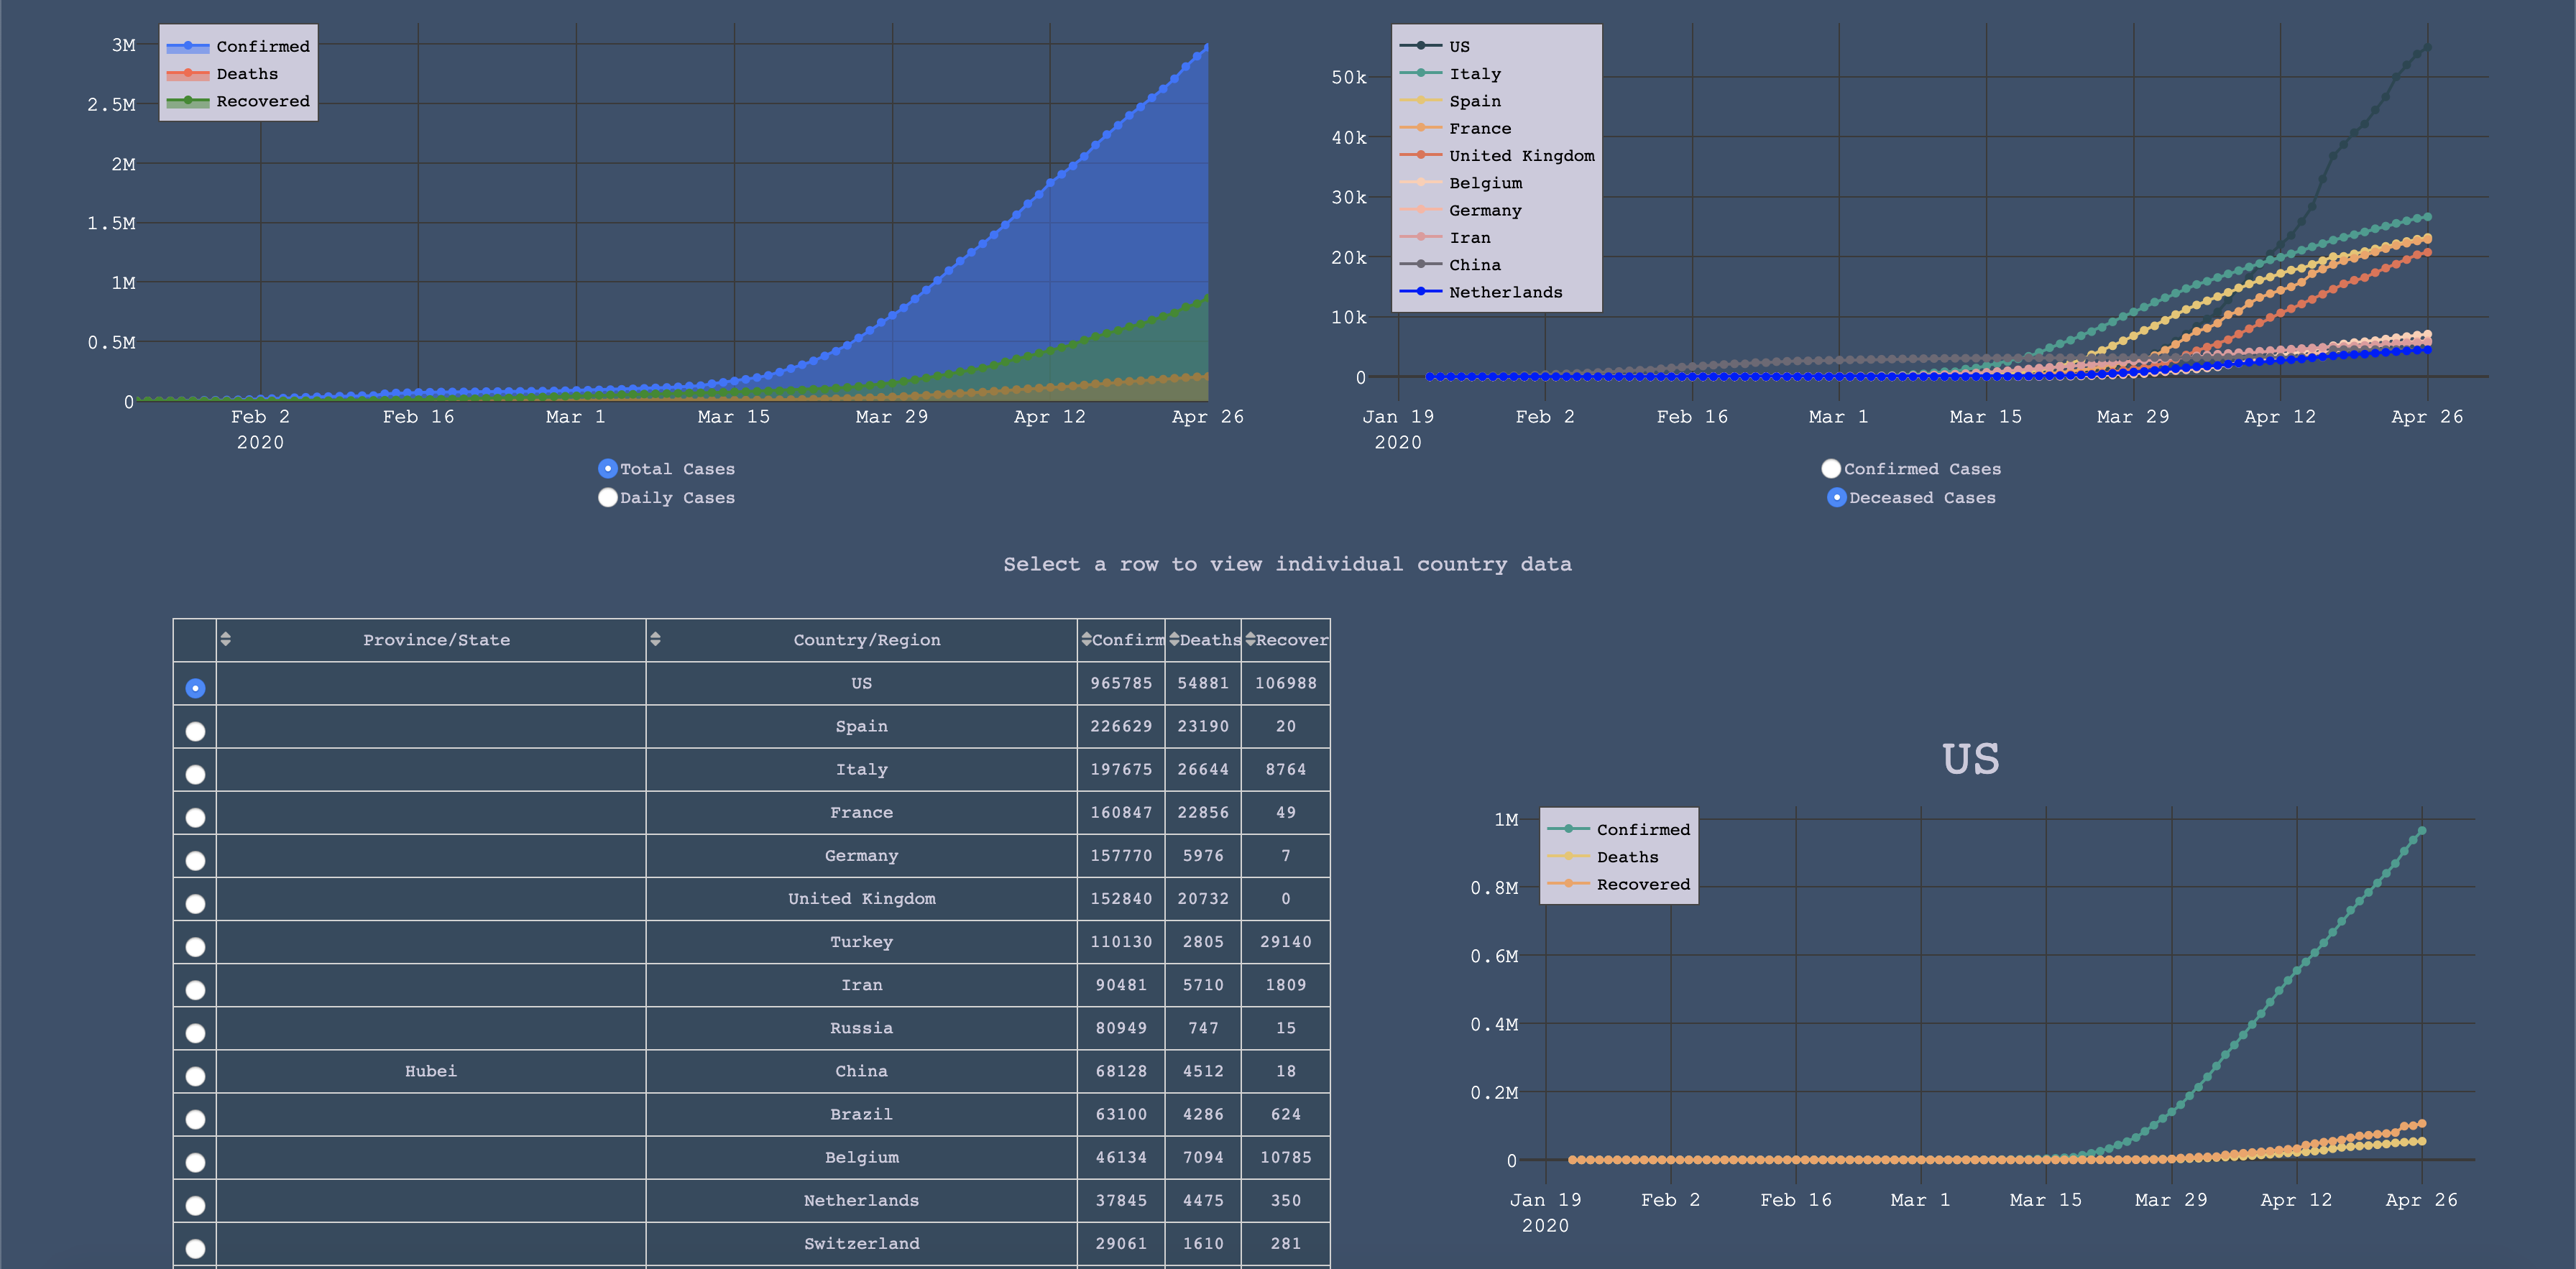 3M
2.5M
2M
1.5M
1M
0.5M
0
Confirmed
Deaths
Recovered
Feb 2 Feb 16 Mar 1 Mar 15 Mar 29 Apr 12 Apr 26
2020
Total Cases
Daily Cases
50k
40k
30k
20k
10k
0
US
Italy
Spain
France
United Kingdom
Belgium
Germany
Iran
China
Netherlands
Jan 19 Feb 2 Feb 16 Mar 1 Mar 15 Mar 29 Apr 12 Apr 26
2020
Confirmed Cases
Deceased Cases
Select a row to view individual country data
Province/State Country/Region Confirm Deaths Recover
US 965785 54881 106988
Spain 226629 23190 20
Italy 197675 26644 8764
France 160847 22856 49
Germany 157770 5976 7
United Kingdom 152840 20732 0
Turkey 110130 2805 29140
Iran 90481 5710 1809
Russia 80949 747 15
Hubei China 68128 4512 18
Brazil 63100 4286 624
Belgium 46134 7094 10785
Netherlands 37845 4475 350
Switzerland 29061 1610 281
US
1M
0.8M
0.6M
0.4M
0.2M
0
Confirmed
Deaths
Recovered
Jan 19 Feb 2 Feb 16 Mar 1 Mar 15 Mar 29 Apr 12 Apr 26
2020